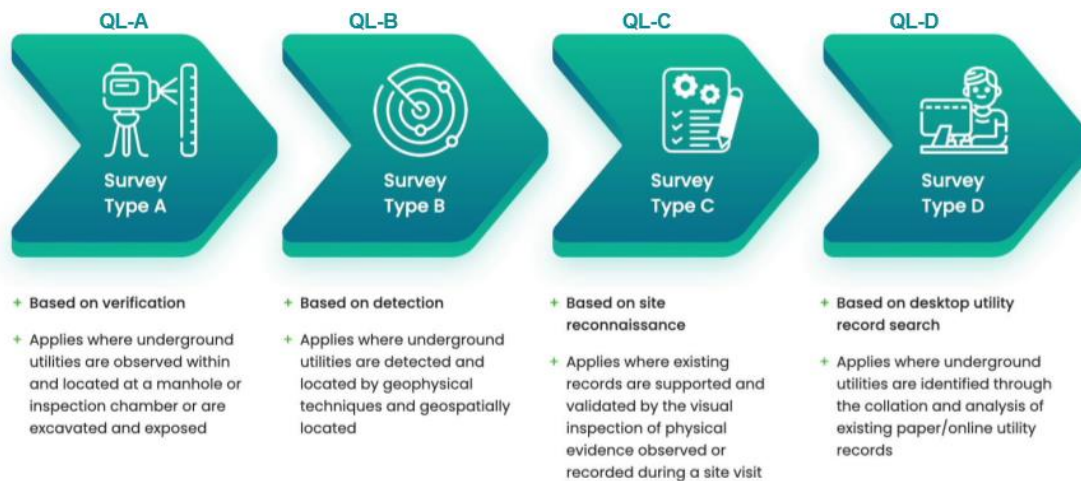 QL-A
Survey
Type A
+ Based on verification
+ Applies where underground
utilities are observed within
and located at a manhole or
inspection chamber or are
excavated and exposed
QL-B
Survey
Type B
+ Based on detection
+ Applies where underground
utilities are detected and
located by geophysical
techniques and geospatially
located
QL-C
Survey
Type C
+ Based on site
reconnaissance
+ Applies where existing
records are supported and
validated by the visual
inspection of physical
evidence observed or
recorded during a site visit
QL-D
Survey
Type D
+ Based on desktop utility
record search
+ Applies where underground
utilities are identified through
the collation and analysis of
existing paper/online utility
records